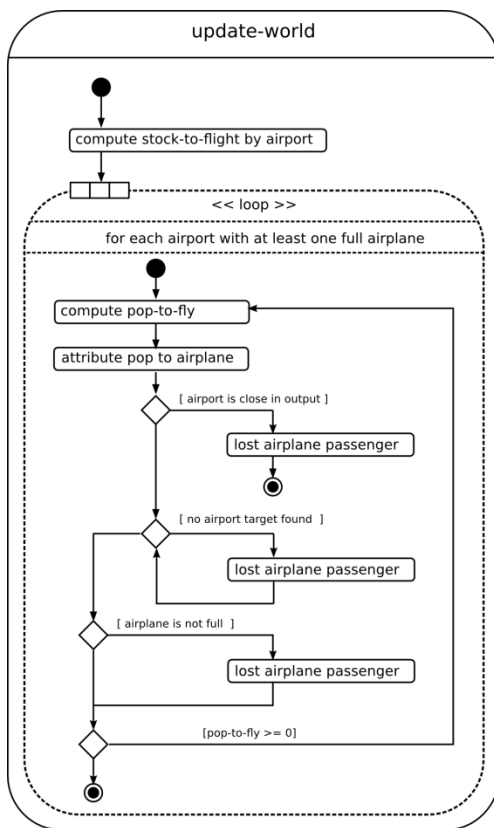 update-world
compute stock-to-flight by airport
<< loop >>
for each airport with at least one full airplane
compute pop-to-fly
attribute pop to airplane
[ airport is close in output ]
lost airplane passenger
[ no airport target found  ]
lost airplane passenger
[ airplane is not full  ]
lost airplane passenger
[pop-to-fly >= 0]